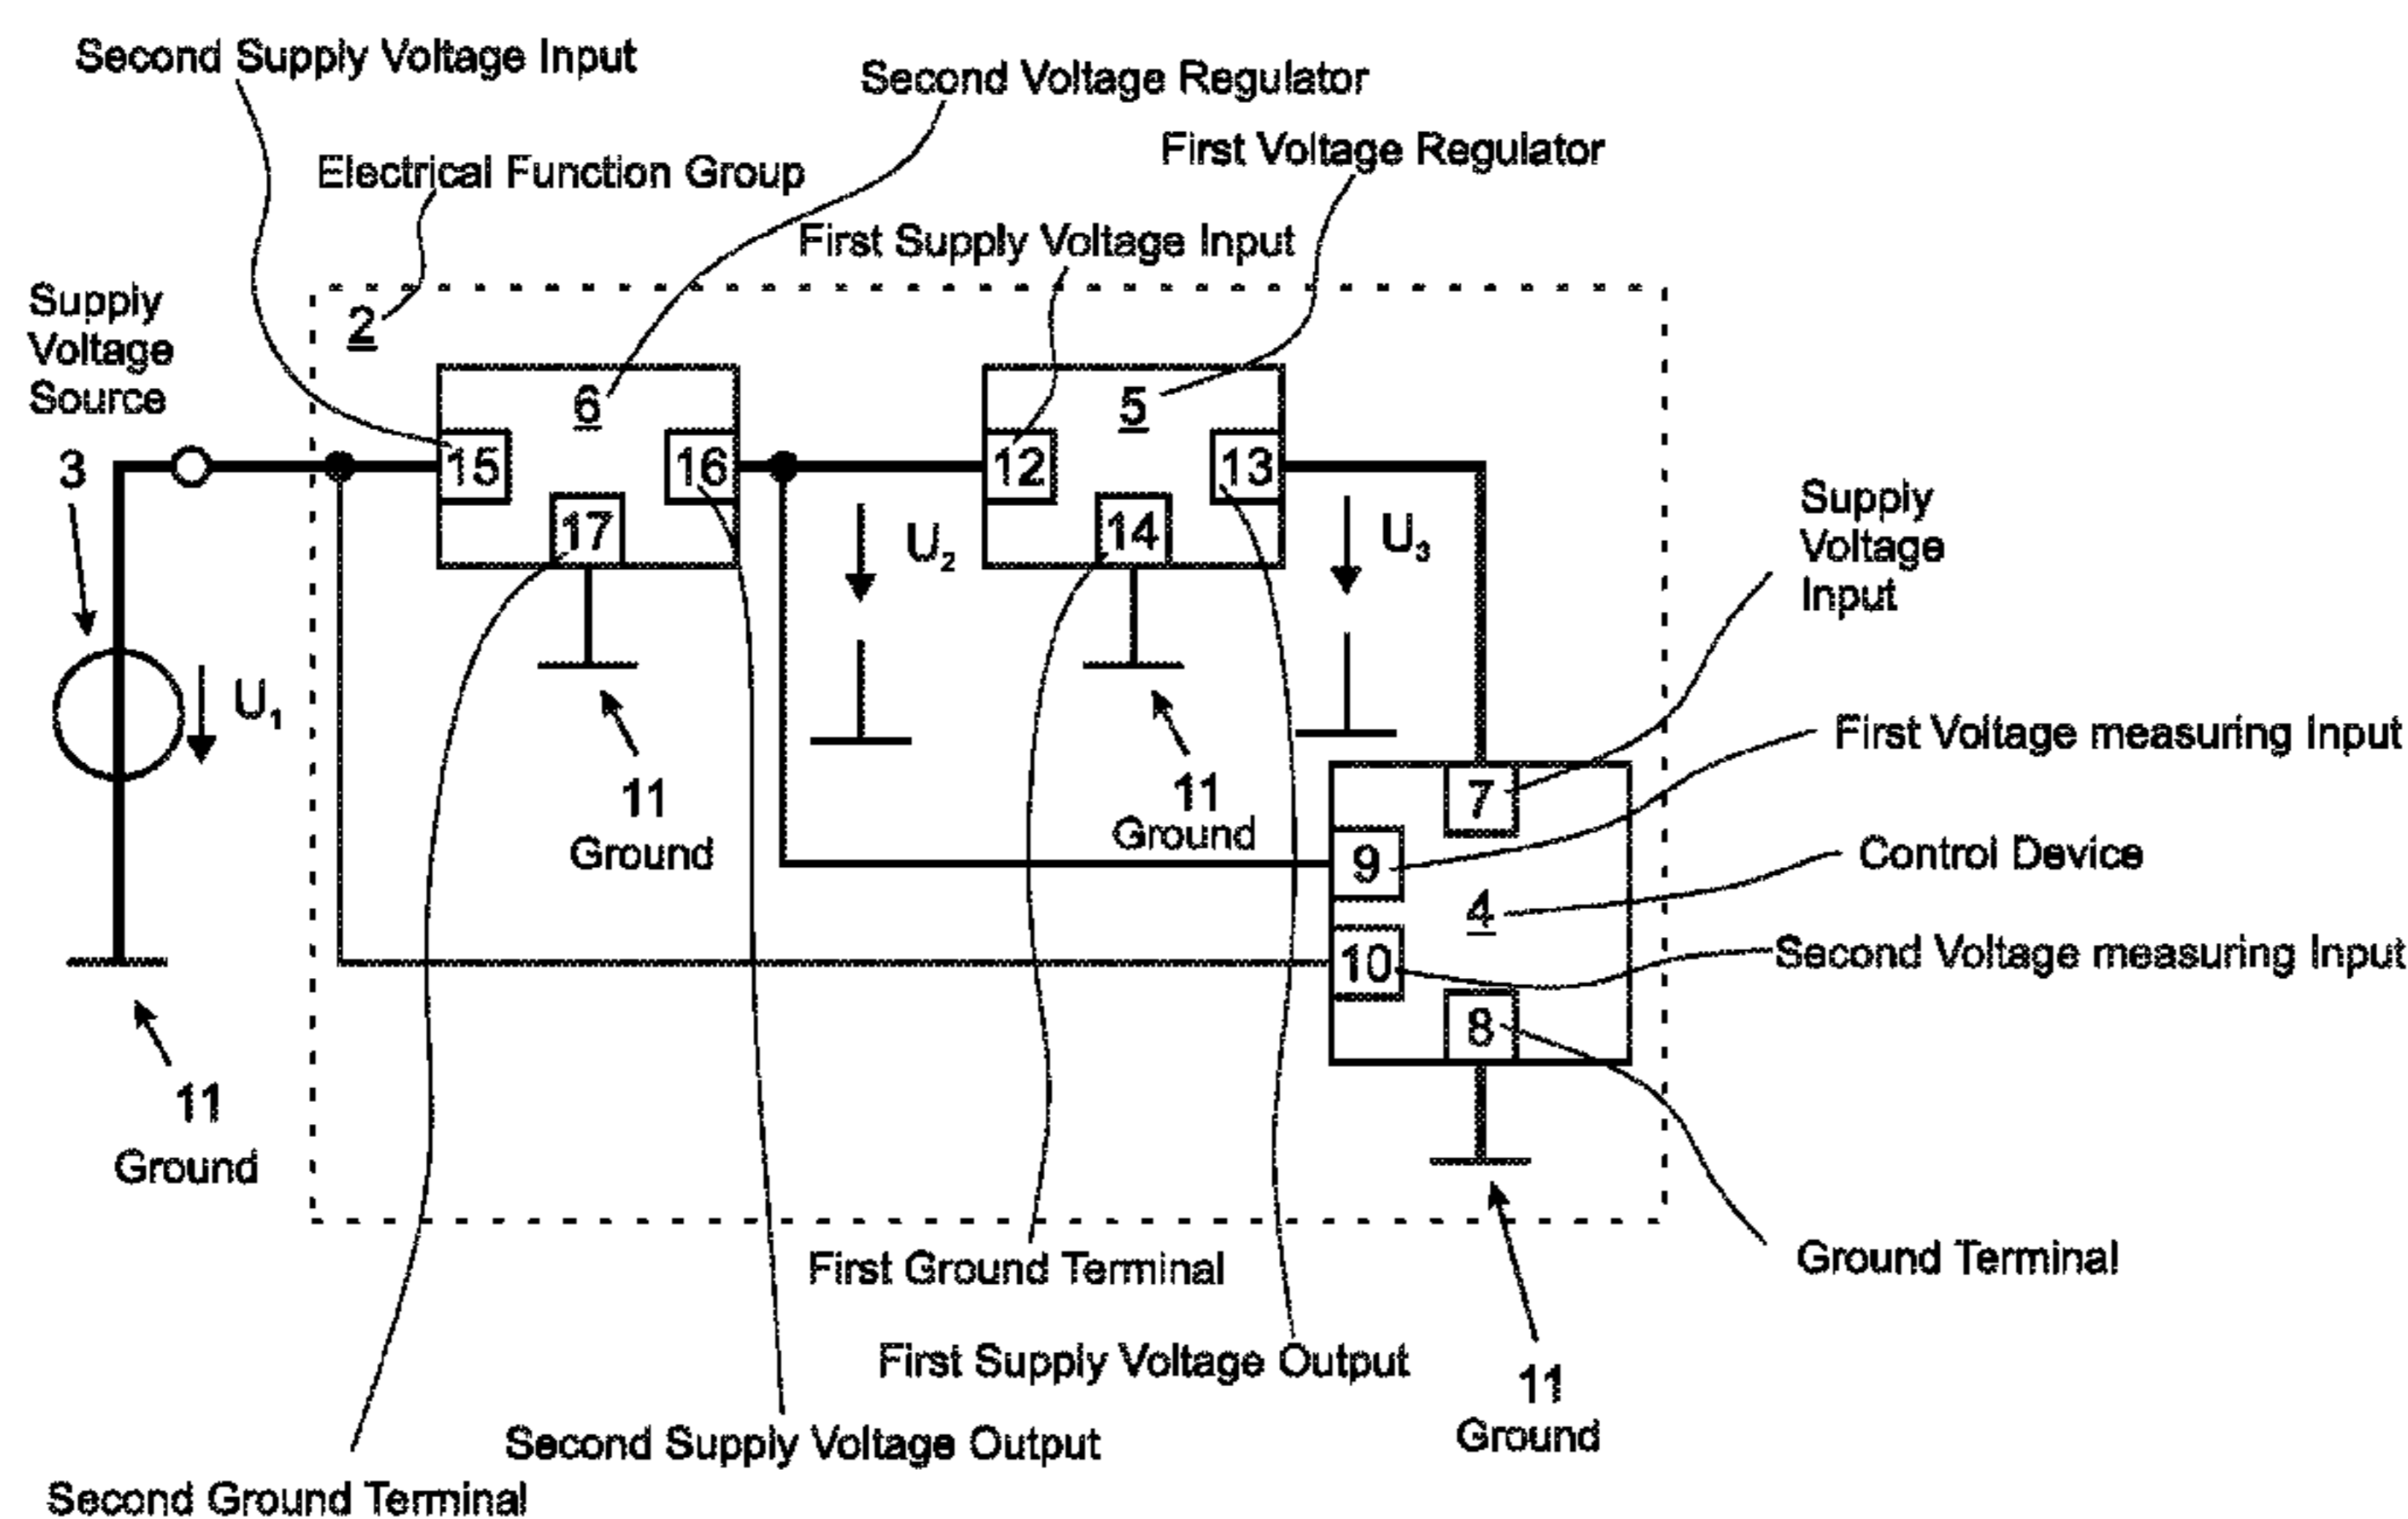 Second Supply Voltage Input
Second Voltage Regulator
First Voltage Regulator
Electrical Function Group
First Supply Voltage Input
Supply
Voltage
Source
2
6
5
3
15
16
12
13
17
14
U₂
U₃
Supply
Voltage
Input
U₁
First Voltage measuring Input
11
Ground
11
Ground
7
9
Control Device
4
Second Voltage measuring Input
10
8
11
Ground
Ground Terminal
First Ground Terminal
First Supply Voltage Output
11
Ground
Second Supply Voltage Output
Second Ground Terminal